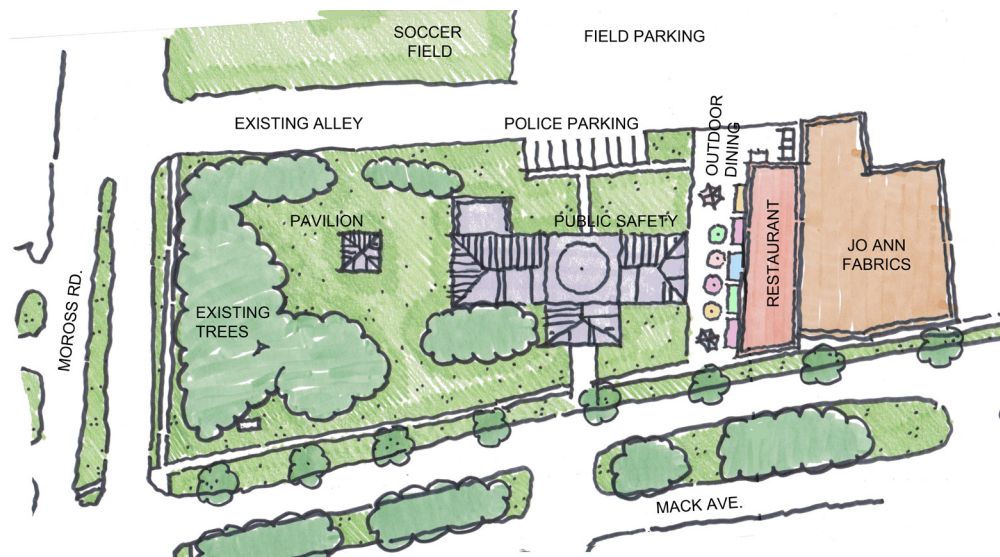 SOCCER
FIELD
FIELD PARKING
EXISTING ALLEY
POLICE PARKING
OUTDOOR
DINING
PAVILION
PUBLIC SAFETY
RESTAURANT
JO ANN
FABRICS
EXISTING
TREES
MOROSS RD.
MACK AVE.